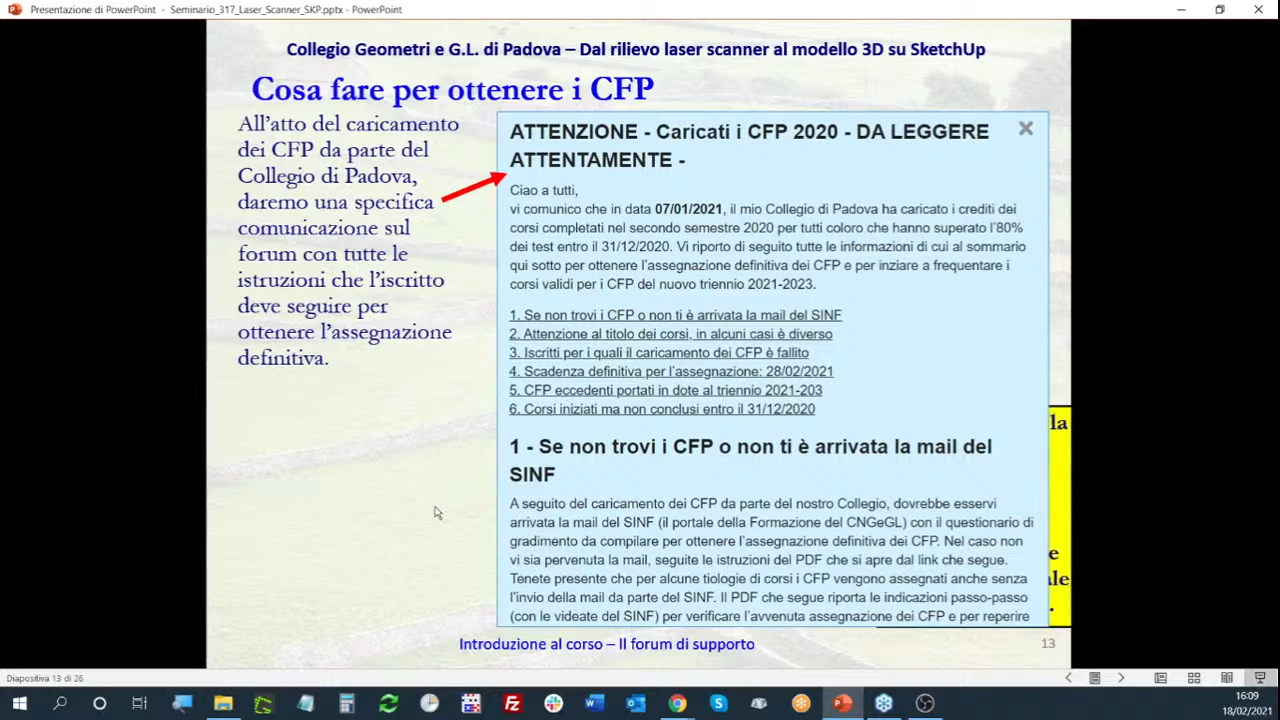 Presentazione di PowerPoint - Seminario_317_Laser_Scanner_SKP.pptx - PowerPoint
Collegio Geometri e G.L. di Padova – Dal rilievo laser scanner al modello 3D su SketchUp
Cosa fare per ottenere i CFP
All'atto del caricamento
dei CFP da parte del
Collegio di Padova,
daremo una specifica
comunicazione sul
forum con tutte le
istruzioni che l'iscritto
deve seguire per
ottenere l'assegnazione
definitiva.
ATTENZIONE - Caricati i CFP 2020 - DA LEGGERE
ATTENTAMENTE -
Ciao a tutti,
vi comunico che in data 07/01/2021, il mio Collegio di Padova ha caricato i crediti dei
corsi completati nel secondo semestre 2020 per tutti coloro che hanno superato l'80%
dei test entro il 31/12/2020. Vi riporto di seguito tutte le informazioni di cui al sommario
qui sotto per ottenere l'assegnazione definitiva dei CFP e per inziare a frequentare i
corsi validi per i CFP del nuovo triennio 2021-2023.
1. Se non trovi i CFP o non ti è arrivata la mail del SINF
2. Attenzione al titolo dei corsi, in alcuni casi è diverso
3. Iscritti per i quali il caricamento dei CFP è fallito
4. Scadenza definitiva per l'assegnazione: 28/02/2021
5. CFP eccedenti portati in dote al triennio 2021-203
6. Corsi iniziati ma non conclusi entro il 31/12/2020
1 - Se non trovi i CFP o non ti è arrivata la mail del
SINF
A seguito del caricamento dei CFP da parte del nostro Collegio, dovrebbe esservi
arrivata la mail del SINF (il portale della Formazione del CNGeGL) con il questionario di
gradimento da compilare per ottenere l'assegnazione definitiva dei CFP. Nel caso non
vi sia pervenuta la mail, seguite le istruzioni del PDF che si apre dal link che segue.
Tenete presente che per alcune tiologie di corsi i CFP vengono assegnati anche senza
l'invio della mail da parte del SINF. Il PDF che segue riporta le indicazioni passo-passo
(con le videate del SINF) per verificare l'avvenuta assegnazione dei CFP e per reperire
la
e
ale
.
Introduzione al corso – Il forum di supporto
13
Diapositiva 13 di 26
16:09
18/02/2021